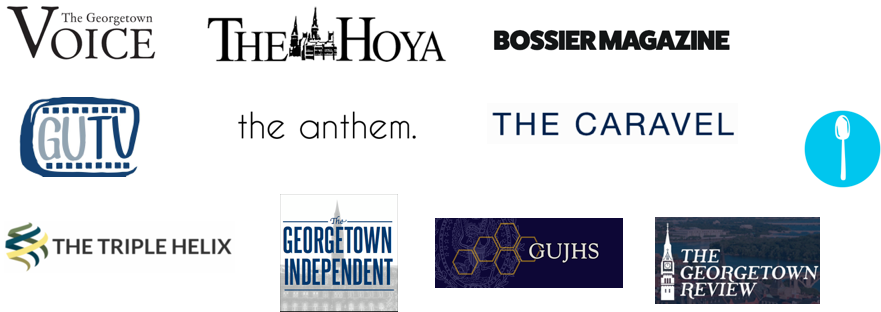 The Georgetown
VOICE
THE HOYA
BOSSIER MAGAZINE
GUTV
the anthem.
THE CARAVEL
THE TRIPLE HELIX
The
GEORGETOWN
INDEPENDENT
GUJHS
THE
GEORGETOWN
REVIEW